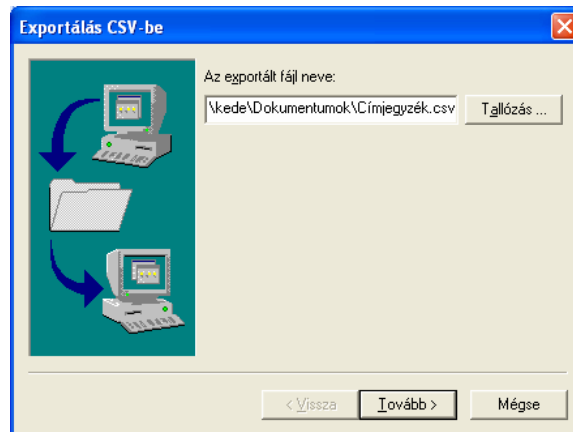 Exportálás CSV-be
Az exportált fájl neve:
\kede\Dokumentumok\Címjegyzék.csv
Tallózás ...
< Vissza
Tovább >
Mégse